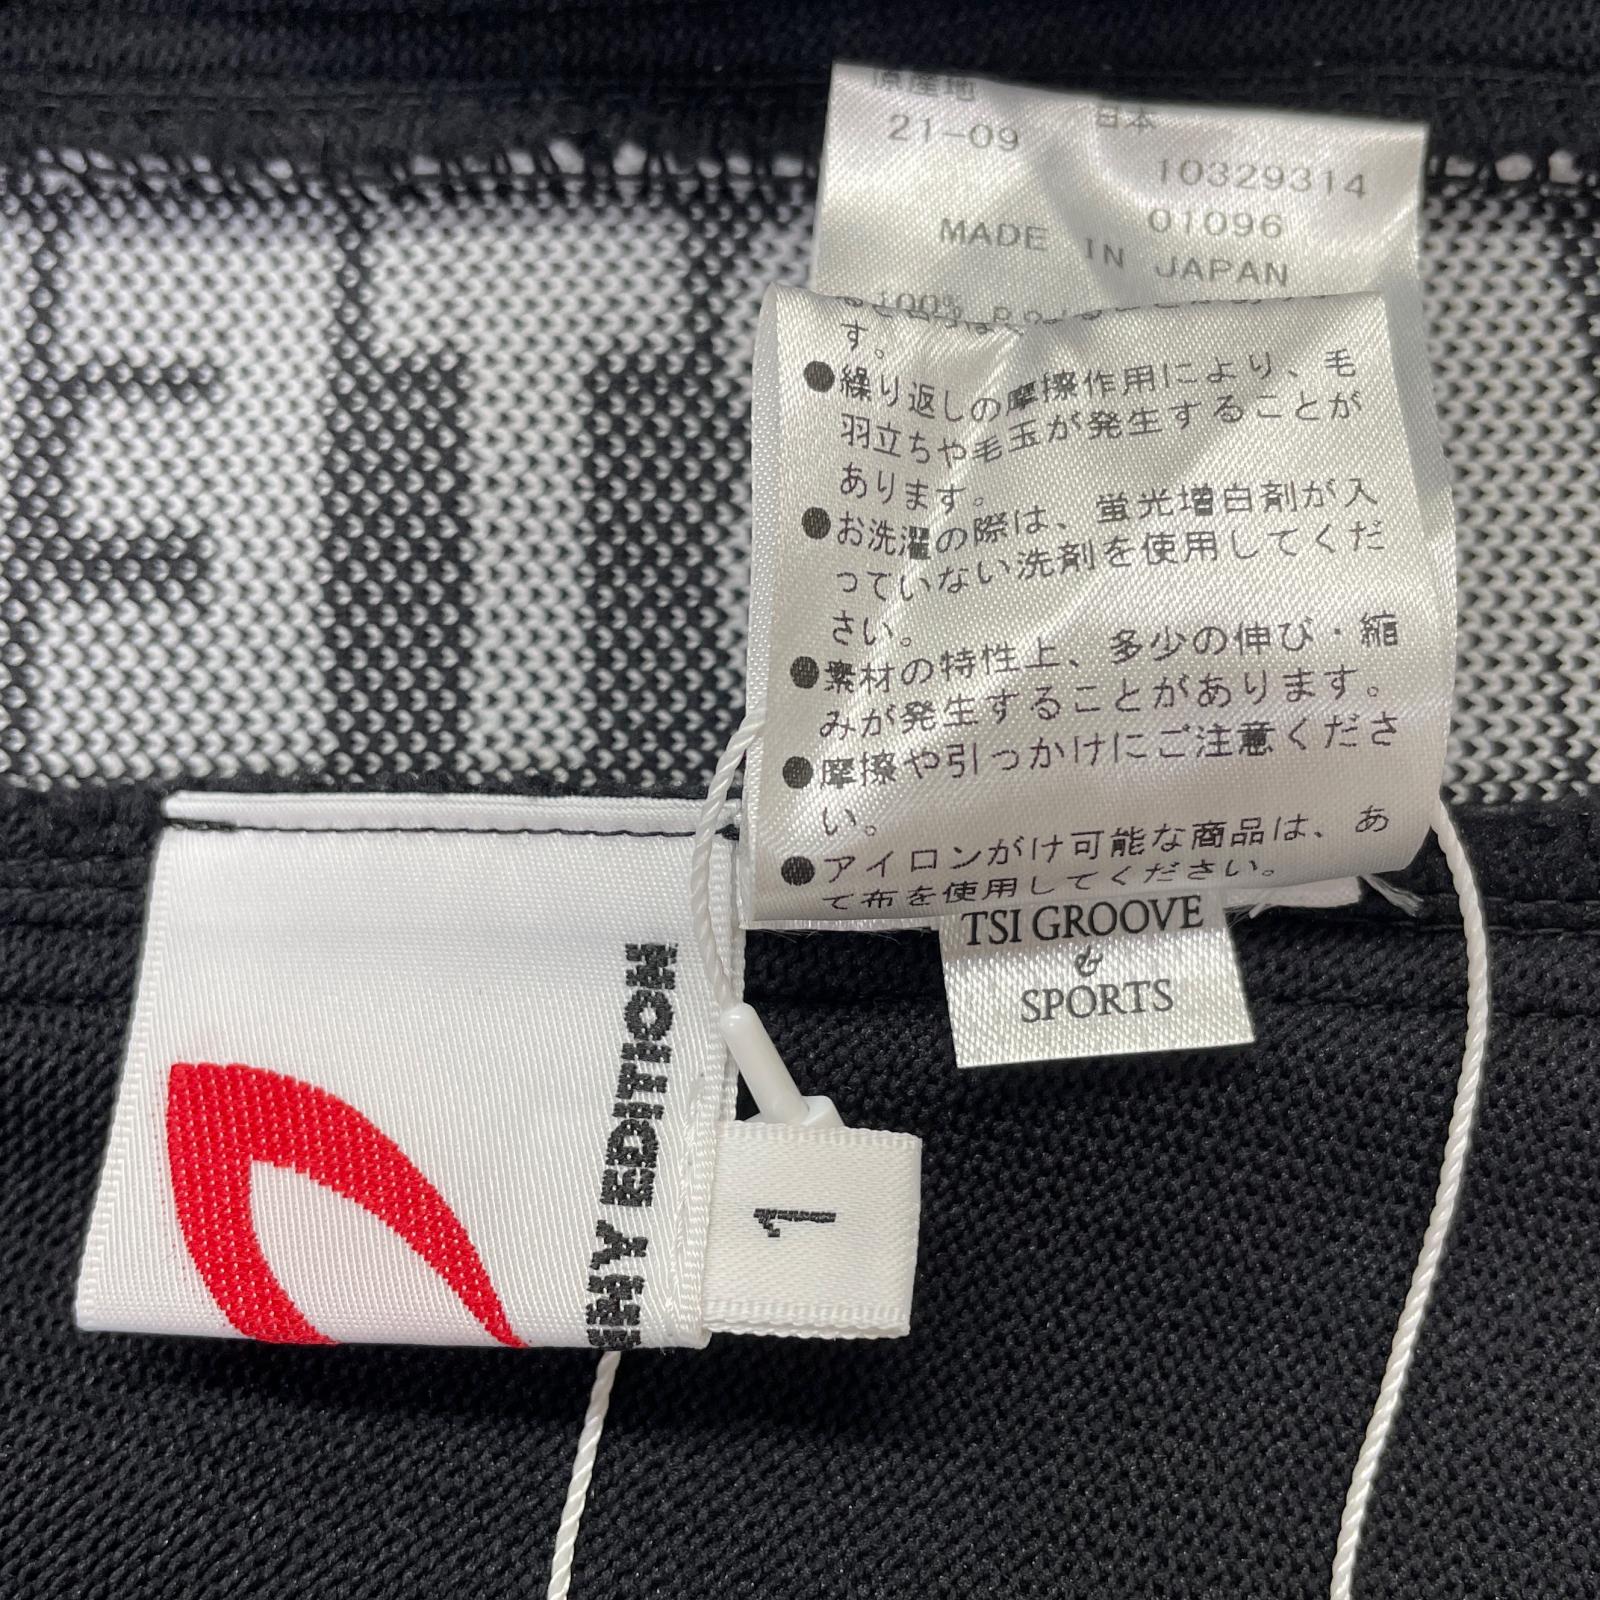 原産地 日本
21-09
10329314
01096
MADE IN JAPAN
100%
す。
●繰り返しの摩擦作用により、毛
羽立ちや毛玉が発生することが
あります。
●お洗濯の際は、蛍光増白剤が入
っていない洗剤を使用してくだ
さい。
●素材の特性上、多少の伸び・縮
みが発生することがあります。
●摩擦や引っかけにご注意くださ
い。
●アイロンがけ可能な商品は、あ
て布を使用してください。
TSI GROOVE
&
SPORTS
EDITION
1